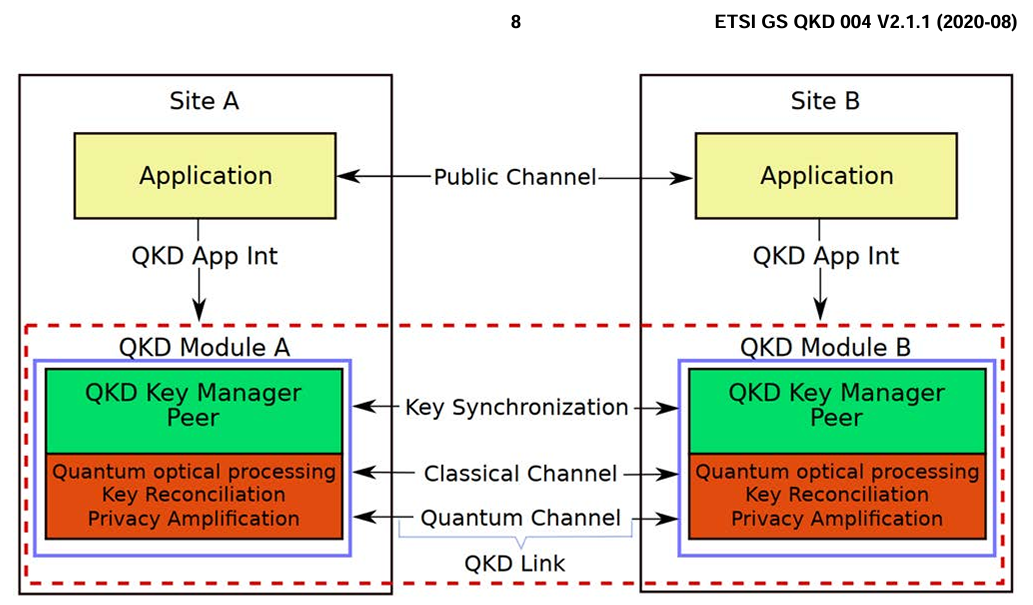 8
ETSI GS QKD 004 V2.1.1 (2020-08)
Site A
Site B
Application
Public Channel
Application
QKD App Int
QKD App Int
QKD Module A
QKD Module B
QKD Key Manager
Peer
Key Synchronization
QKD Key Manager
Peer
Quantum optical processing
Key Reconciliation
Privacy Amplification
Classical Channel
Quantum Channel
QKD Link
Quantum optical processing
Key Reconciliation
Privacy Amplification